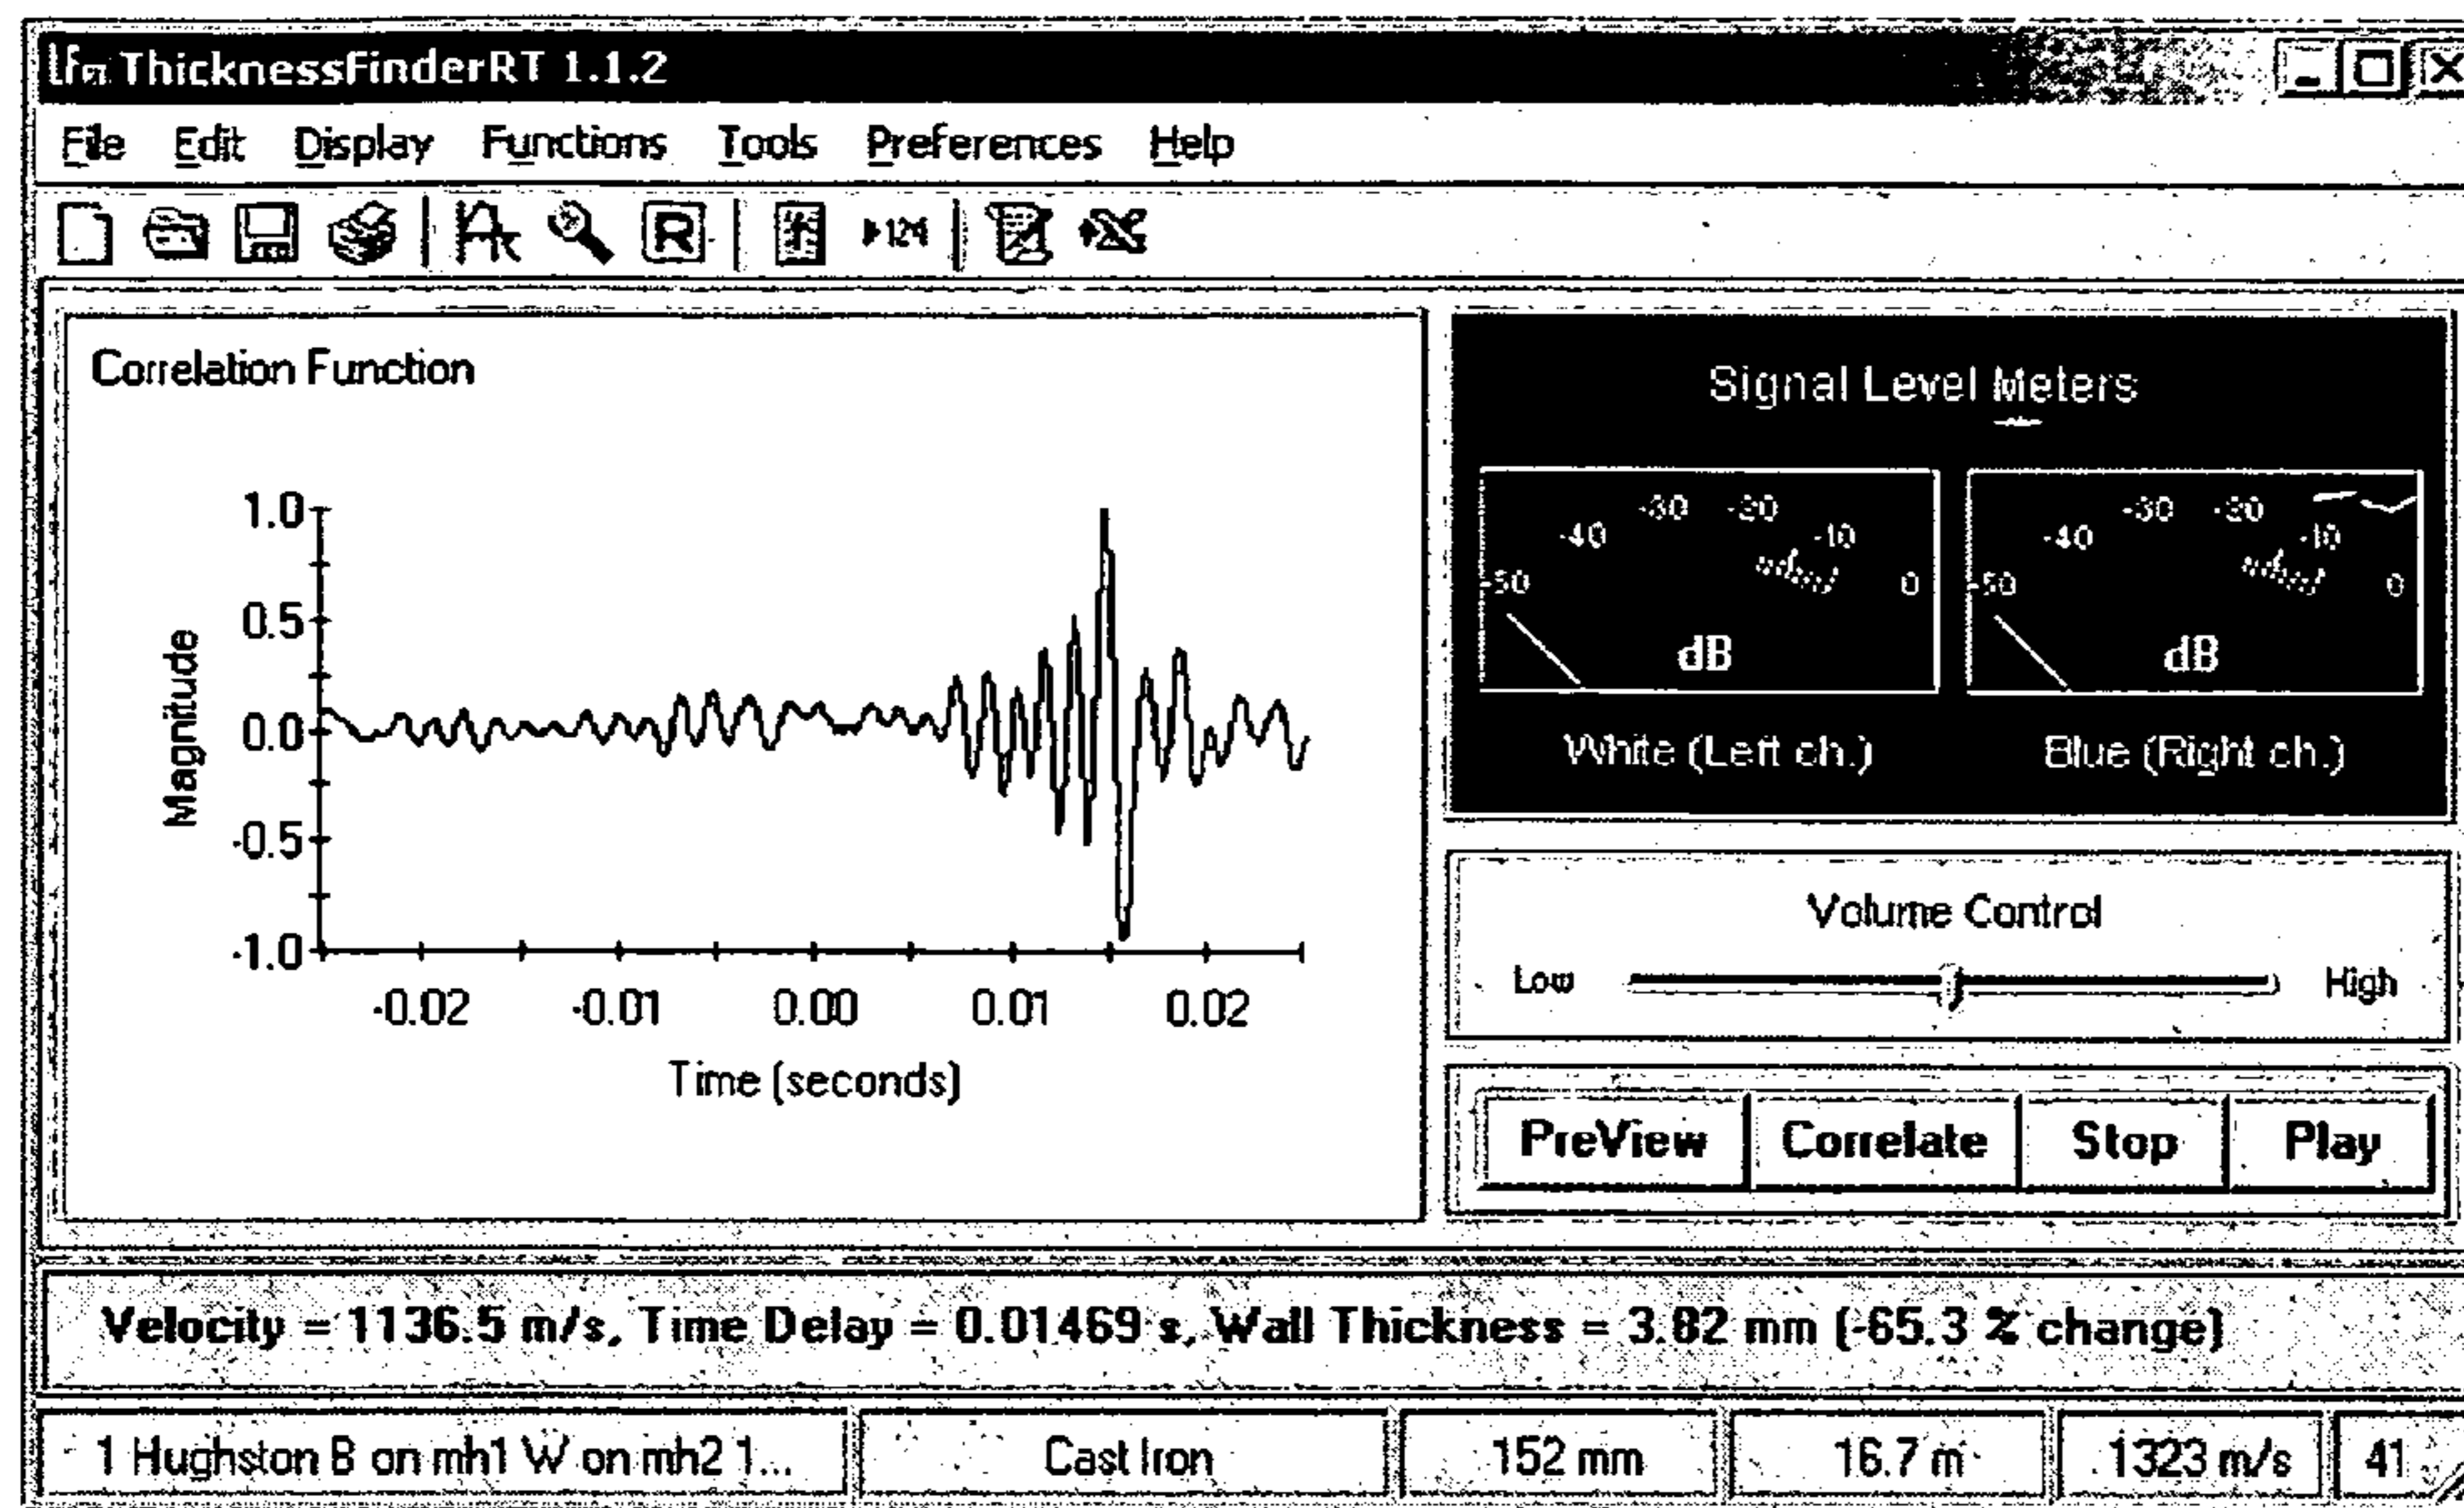 ThicknessFinderRT 1.1.2
File Edit Display Functions Tools Preferences Help
R
Correlation Function
1.0
0.5
0.0
-0.5
-1.0
Magnitude
-0.02 -0.01 0.00 0.01 0.02
Time (seconds)
Signal Level Meters
-50 -40 -30 -20 -10 0
dB
White (Left ch.)
-50 -40 -30 -20 -10 0
dB
Blue (Right ch.)
Volume Control
Low High
PreView Correlate Stop Play
Velocity = 1136.5 m/s, Time Delay = 0.01469 s, Wall Thickness = 3.82 mm (-65.3 % change)
1 Hughston B on mh1 W on mh2 1... Cast Iron 152 mm 16.7 m 1323 m/s 41